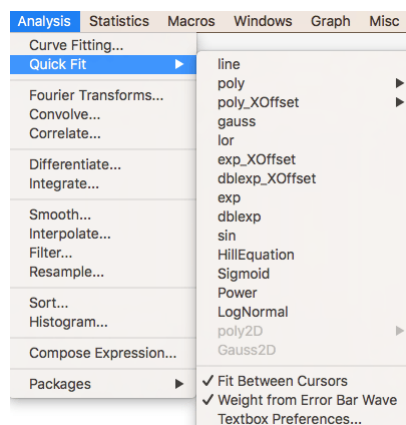 Analysis Statistics Macros Windows Graph Misc
Curve Fitting...
Quick Fit
Fourier Transforms...
Convolve...
Correlate...
Differentiate...
Integrate...
Smooth...
Interpolate...
Filter...
Resample...
Sort...
Histogram...
Compose Expression...
Packages
line
poly
poly_XOffset
gauss
lor
exp_XOffset
dblexp_XOffset
exp
dblexp
sin
HillEquation
Sigmoid
Power
LogNormal
poly2D
Gauss2D
✓ Fit Between Cursors
✓ Weight from Error Bar Wave
Textbox Preferences...